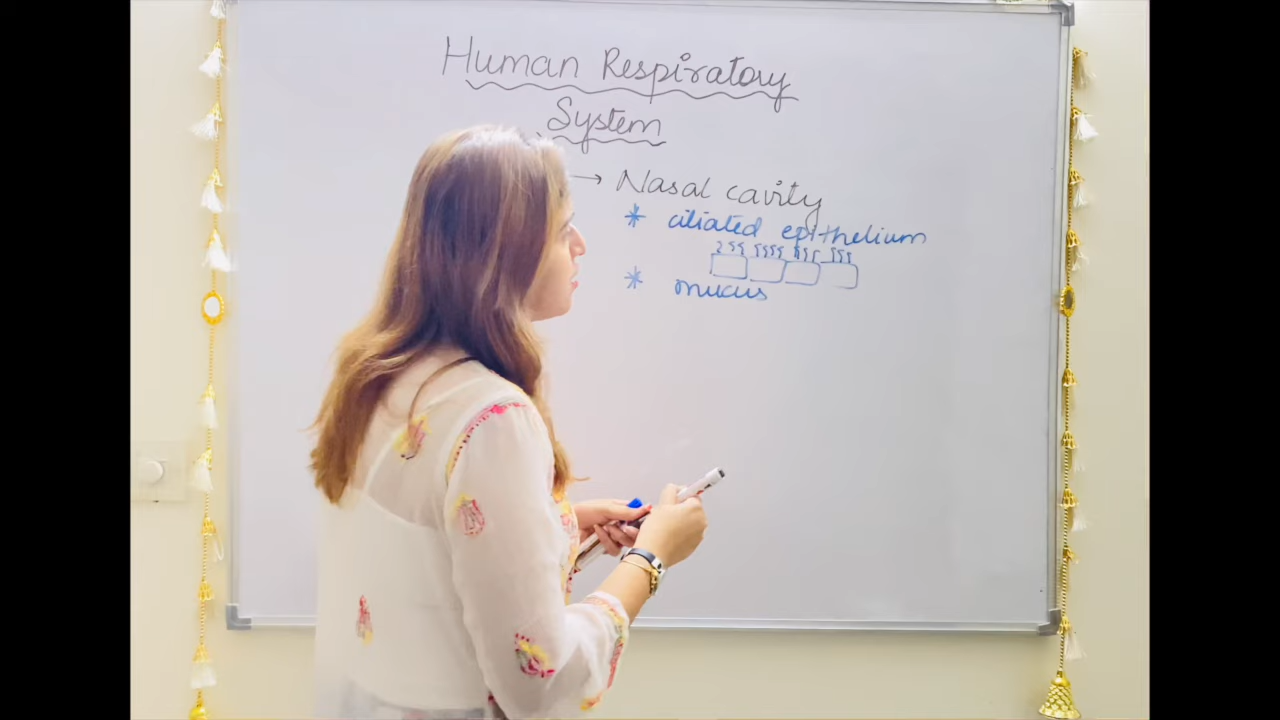 Human Respiratory
System
→ Nasal cavity
* ciliated epithelium
* mucus